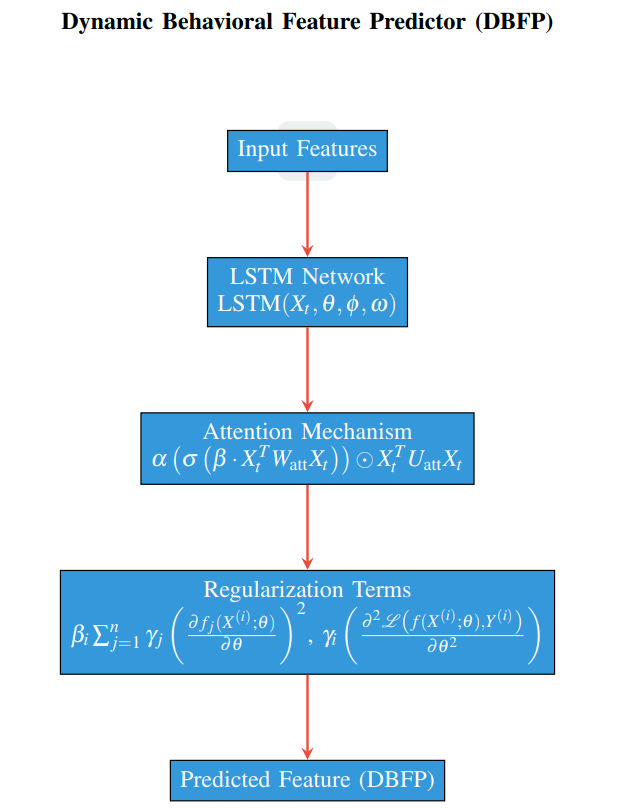 Dynamic Behavioral Feature Predictor (DBFP)
Input Features
LSTM Network
LSTM(X_t, θ, ϕ, ω)
Attention Mechanism
α (σ (β · X_t^T W_att X_t)) ⊙ X_t^T U_att X_t
Regularization Terms
β_i ∑_{j=1}^n γ_j (∂f_j(X^(i);θ)/∂θ)^2, γ_i (∂^2 ℒ(f(X^(i);θ),Y^(i))/∂θ^2)
Predicted Feature (DBFP)